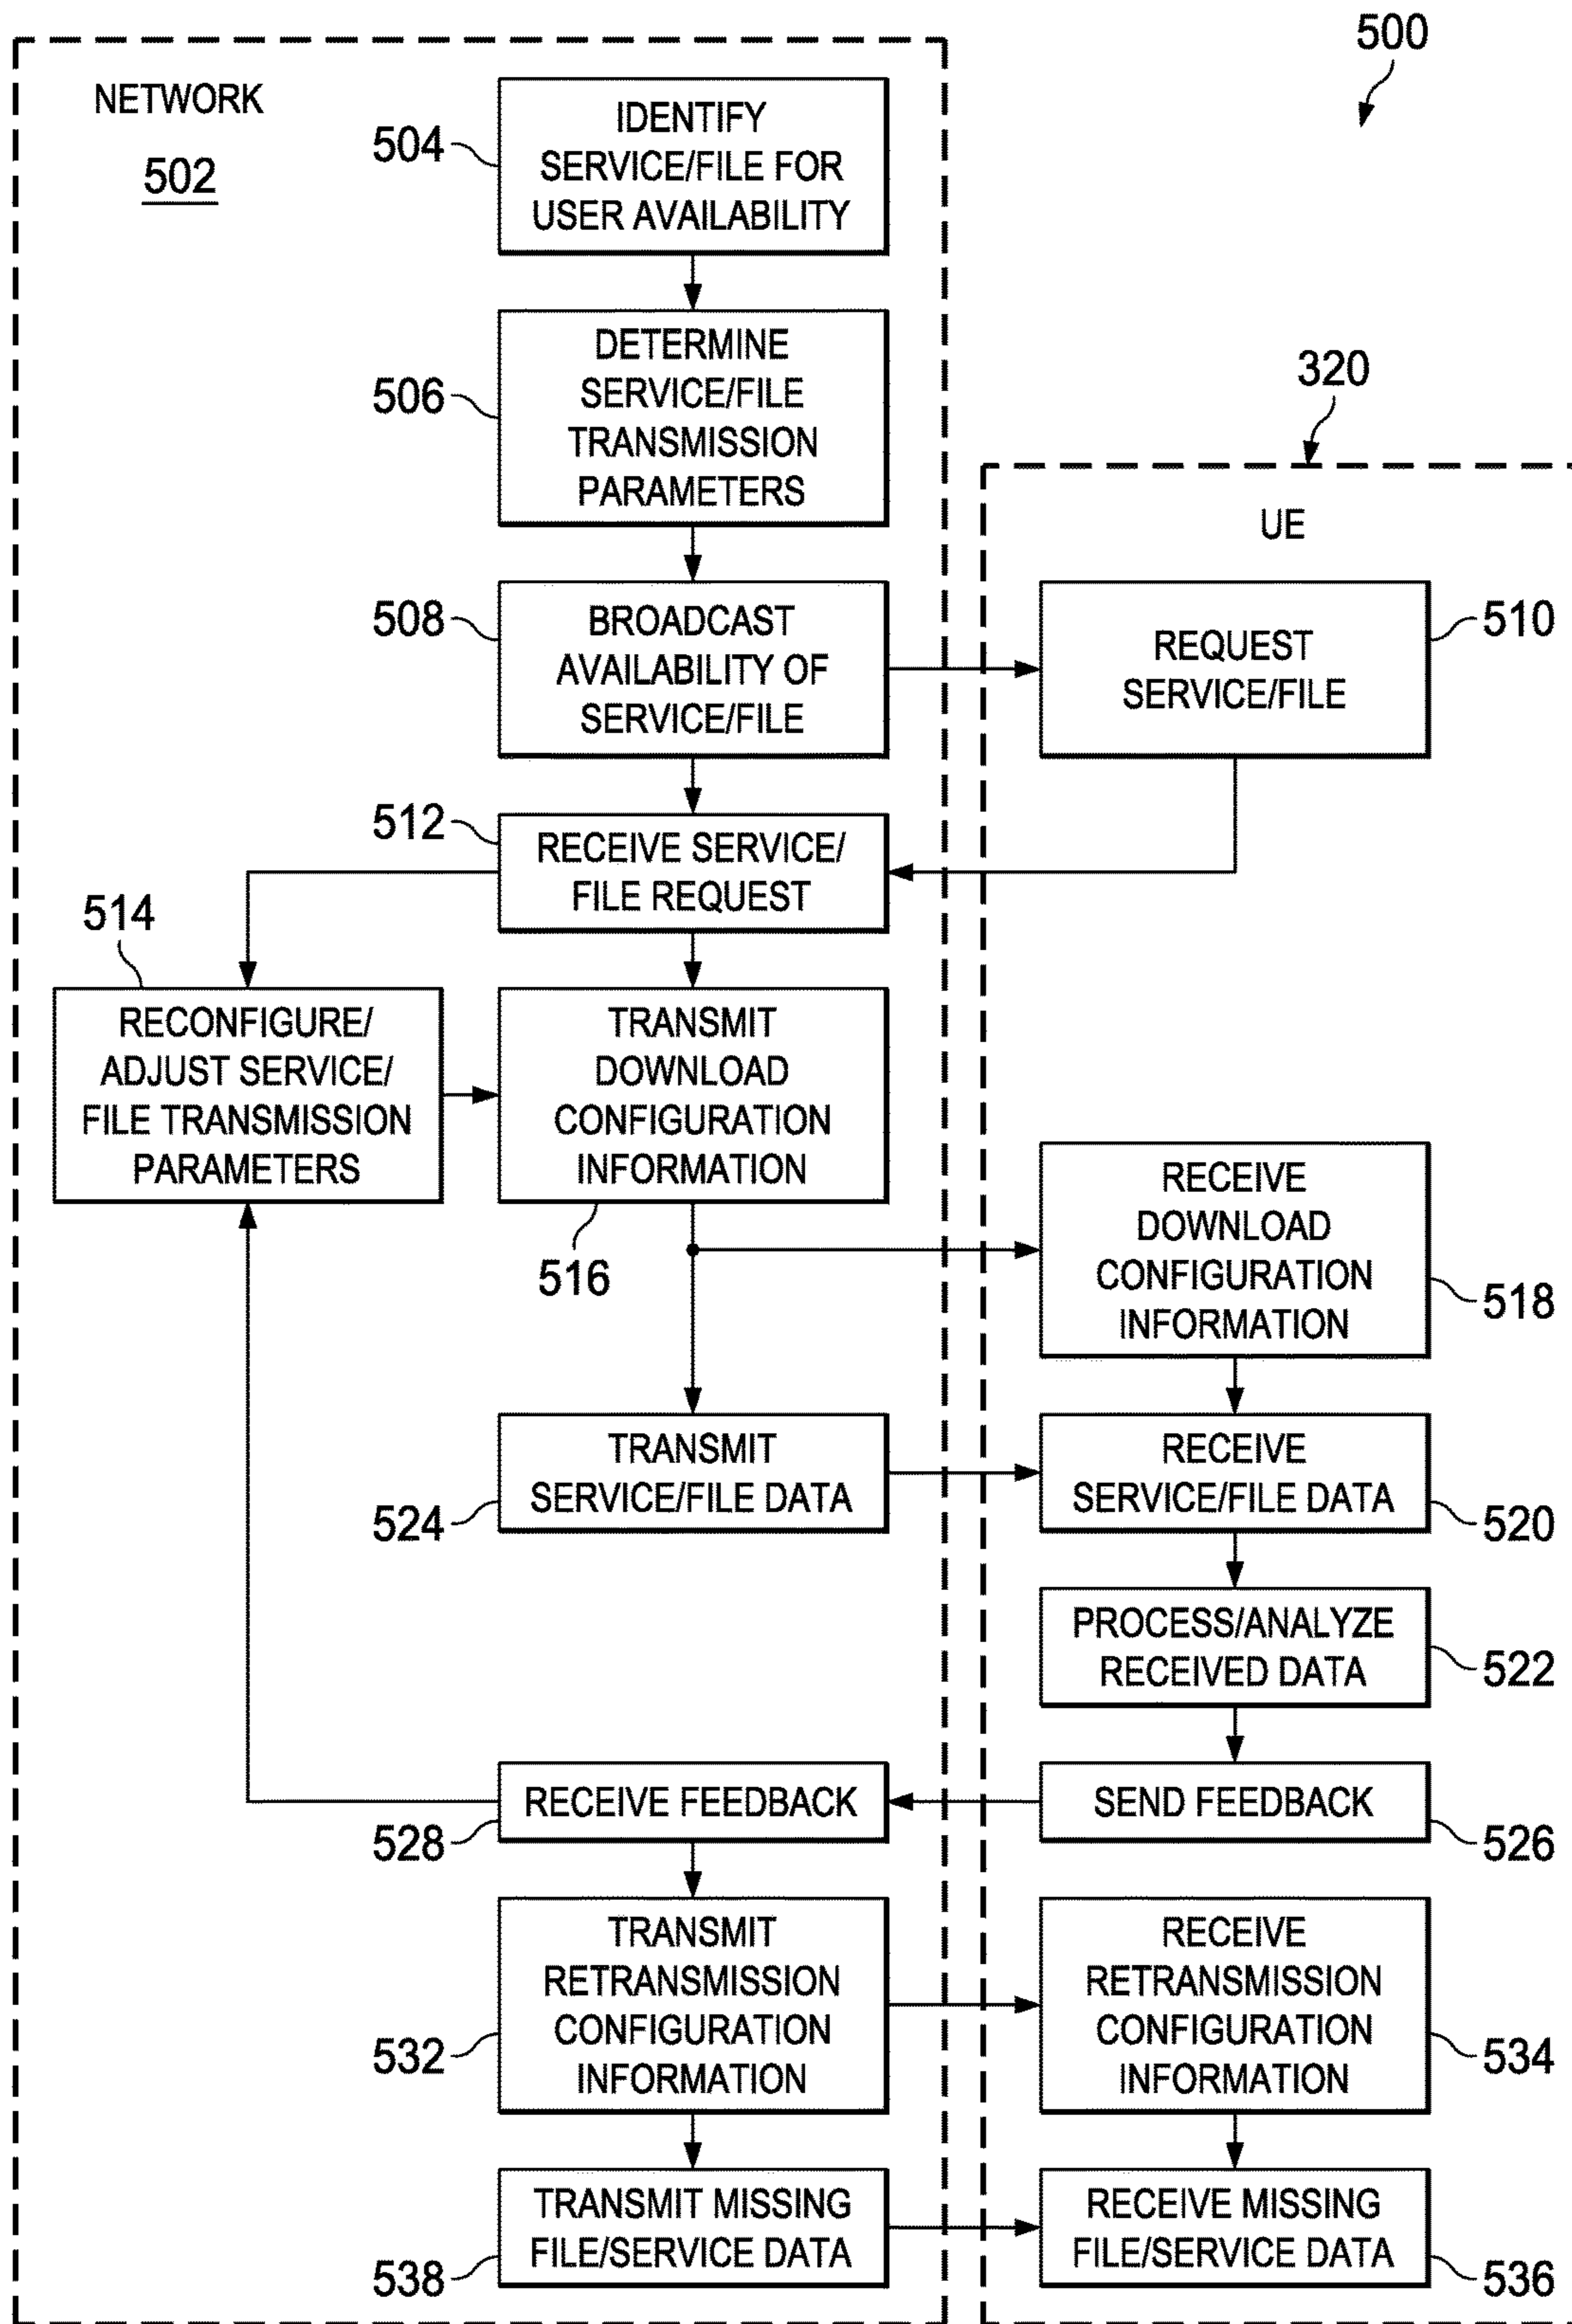 500
NETWORK
502
504
IDENTIFY
SERVICE/FILE FOR
USER AVAILABILITY
506
DETERMINE
SERVICE/FILE
TRANSMISSION
PARAMETERS
320
UE
508
BROADCAST
AVAILABILITY OF
SERVICE/FILE
REQUEST
SERVICE/FILE
510
512
RECEIVE SERVICE/
FILE REQUEST
514
RECONFIGURE/
ADJUST SERVICE/
FILE TRANSMISSION
PARAMETERS
TRANSMIT
DOWNLOAD
CONFIGURATION
INFORMATION
516
RECEIVE
DOWNLOAD
CONFIGURATION
INFORMATION
518
TRANSMIT
SERVICE/FILE DATA
524
RECEIVE
SERVICE/FILE DATA
520
PROCESS/ANALYZE
RECEIVED DATA
522
RECEIVE FEEDBACK
528
SEND FEEDBACK
526
TRANSMIT
RETRANSMISSION
CONFIGURATION
INFORMATION
532
RECEIVE
RETRANSMISSION
CONFIGURATION
INFORMATION
534
TRANSMIT MISSING
FILE/SERVICE DATA
538
RECEIVE MISSING
FILE/SERVICE DATA
536